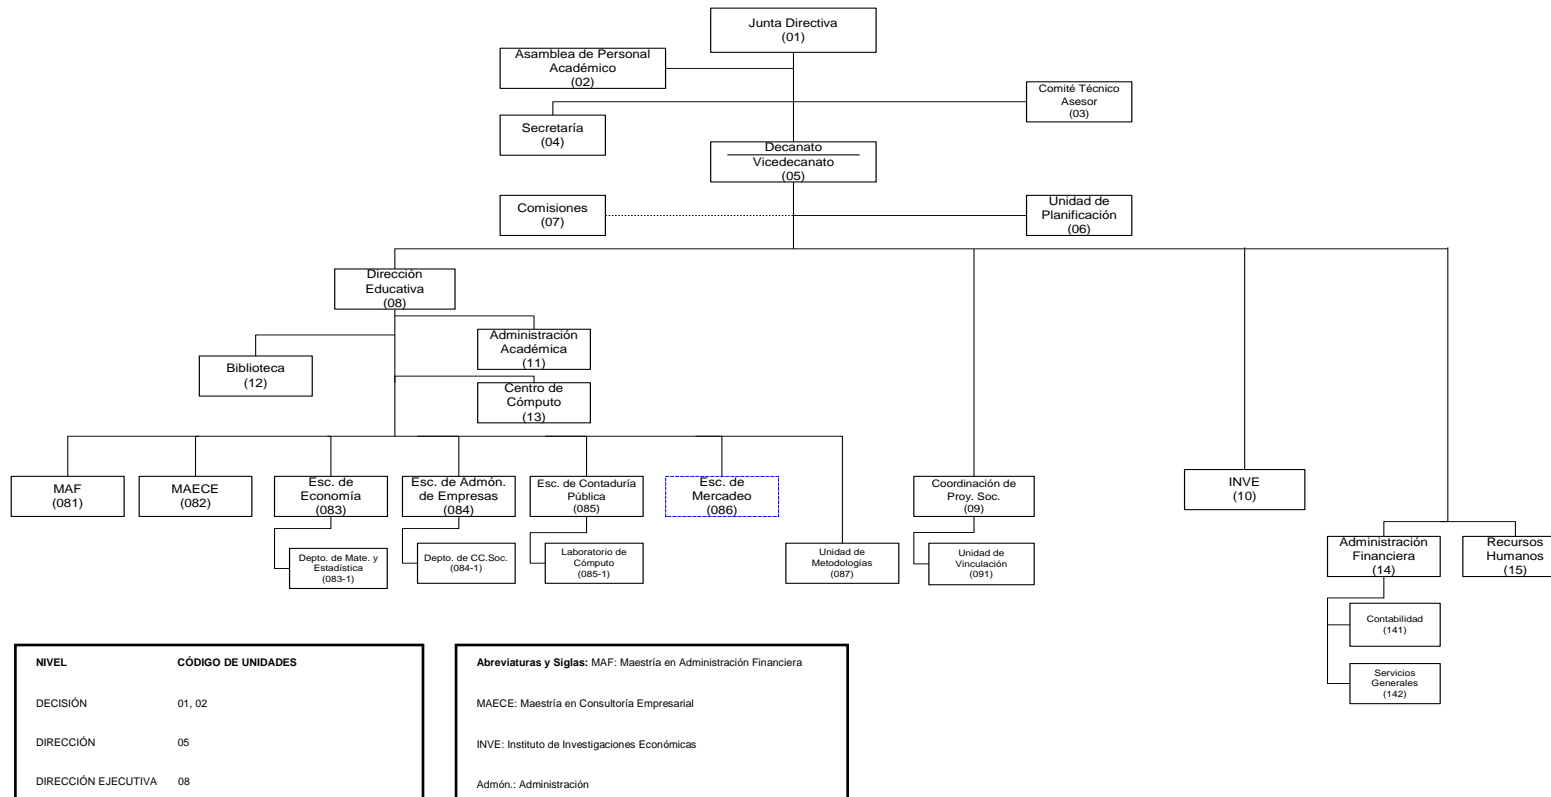 Junta Directiva
(01)
Asamblea de Personal
Académico
(02)
Comité Técnico
Asesor
(03)
Secretaría
(04)
Decanato
Vicedecanato
(05)
Comisiones
(07)
Unidad de
Planificación
(06)
Dirección
Educativa
(08)
Administración
Académica
(11)
Biblioteca
(12)
Centro de
Cómputo
(13)
MAF
(081)
MAECE
(082)
Esc. de
Economía
(083)
Esc. de Admón.
de Empresas
(084)
Esc. de Contaduría
Pública
(085)
Esc. de
Mercadeo
(086)
Coordinación de
Proy. Soc.
(09)
INVE
(10)
Depto. de Mate. y
Estadística
(083-1)
Depto. de CC.Soc.
(084-1)
Laboratorio de
Cómputo
(085-1)
Unidad de
Metodologías
(087)
Unidad de
Vinculación
(091)
Administración
Financiera
(14)
Recursos
Humanos
(15)
Contabilidad
(141)
Servicios
Generales
(142)
NIVEL CÓDIGO DE UNIDADES
DECISIÓN 01, 02
DIRECCIÓN 05
DIRECCIÓN EJECUTIVA 08
Abreviaturas y Siglas: MAF: Maestría en Administración Financiera
MAECE: Maestría en Consultoría Empresarial
INVE: Instituto de Investigaciones Económicas
Admón.: Administración